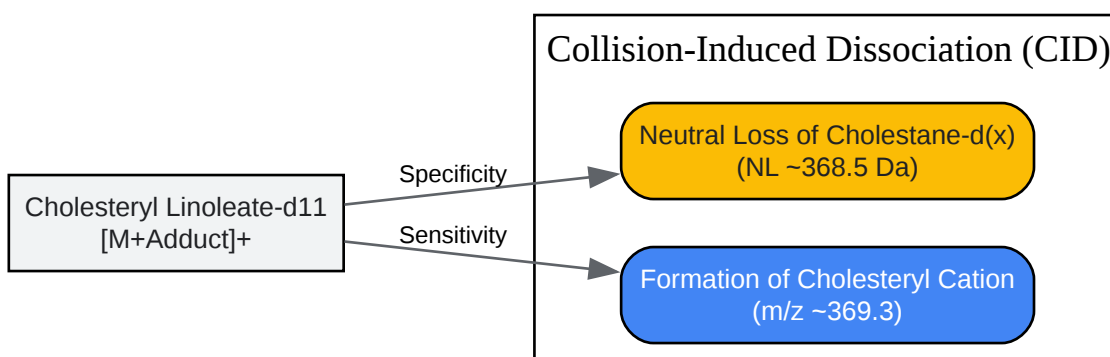 Collision-Induced Dissociation (CID)
Neutral Loss of Cholestane-d(x)
(NL ~368.5 Da)
Specificity
Cholesteryl Linoleate-d11
[M+Adduct]+
Sensitivity
Formation of Cholesteryl Cation
(m/z ~369.3)